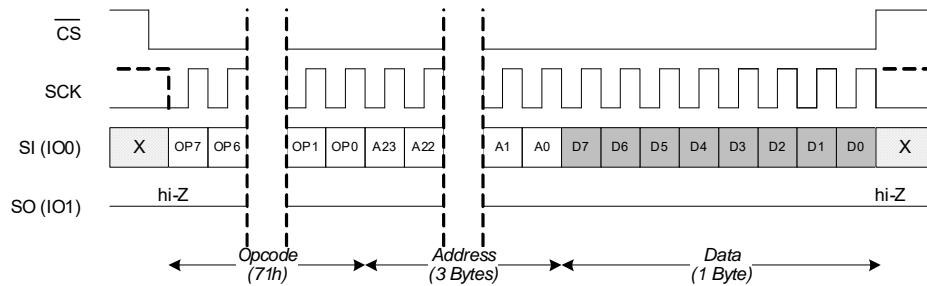 CS
SCK
SI (IO0) X OP7 OP6 OP1 OP0 A23 A22 A1 A0 D7 D6 D5 D4 D3 D2 D1 D0 X
hi-Z hi-Z
SO (IO1)
Opcode Address Data
(71h) (3 Bytes) (1 Byte)